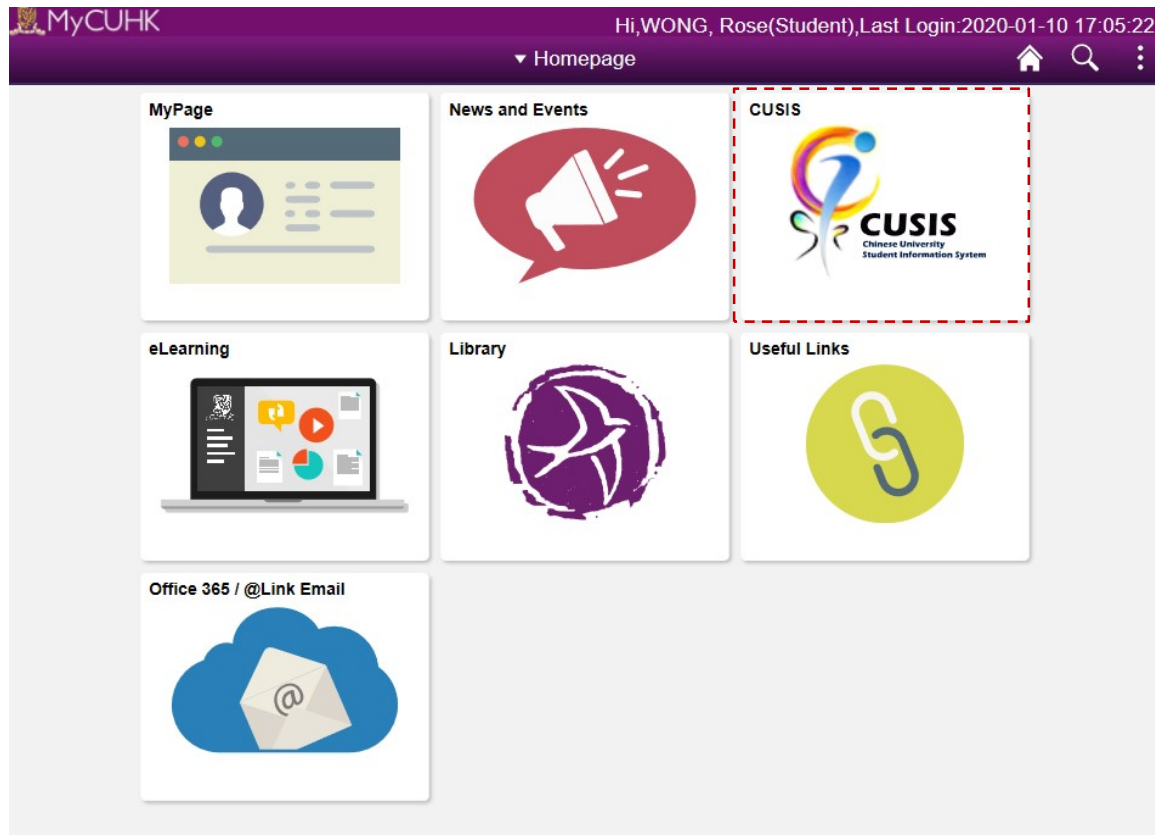 MyCUHK
Hi,WONG, Rose(Student),Last Login:2020-01-10 17:05:22
Homepage
MyPage
News and Events
CUSIS
CUSIS
Chinese University
Student Information System
eLearning
Library
Useful Links
Office 365 / @Link Email
@